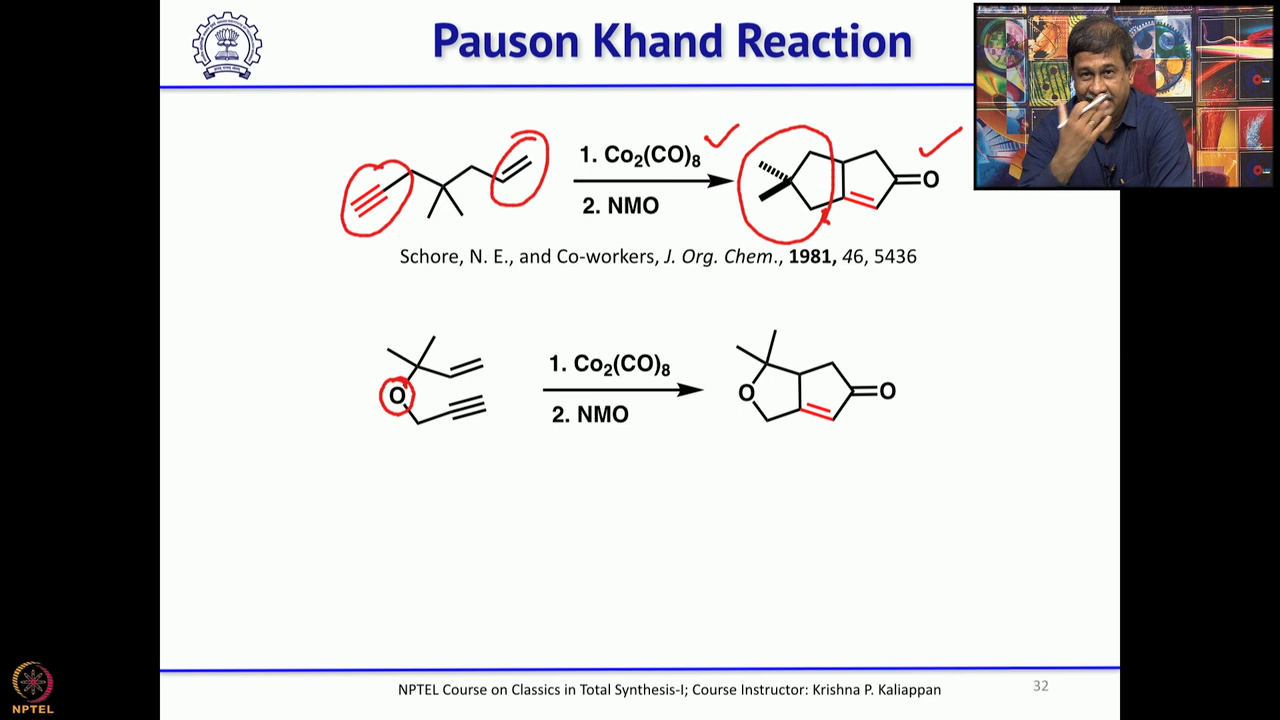 Pauson Khand Reaction
1. Co₂(CO)₈
2. NMO
O
Schore, N. E., and Co-workers, J. Org. Chem., 1981, 46, 5436
O
1. Co₂(CO)₈
2. NMO
O
O
NPTEL Course on Classics in Total Synthesis-I; Course Instructor: Krishna P. Kaliappan
32
NPTEL